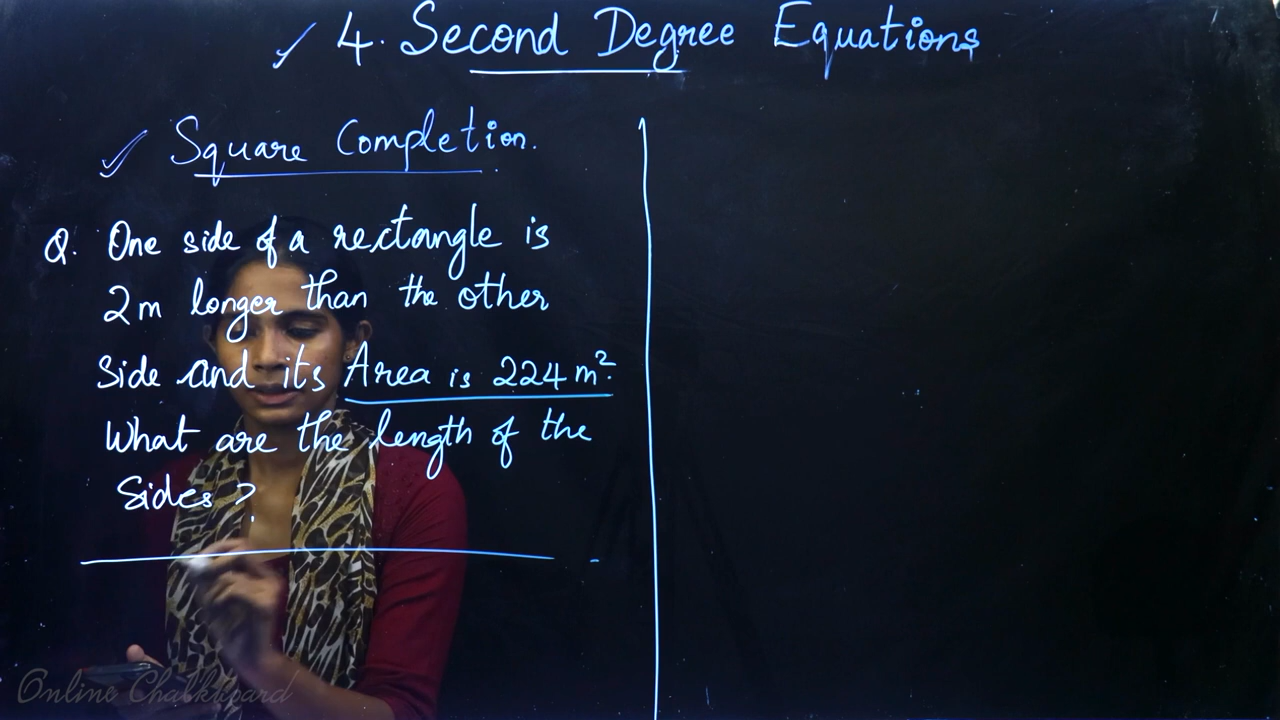 ✓ 4. Second Degree Equations
✓ Square Completion.
Q. One side of a rectangle is
2m longer than the other
Side and its Area is 224 m².
What are the length of the
Sides?
Online Chalkboard